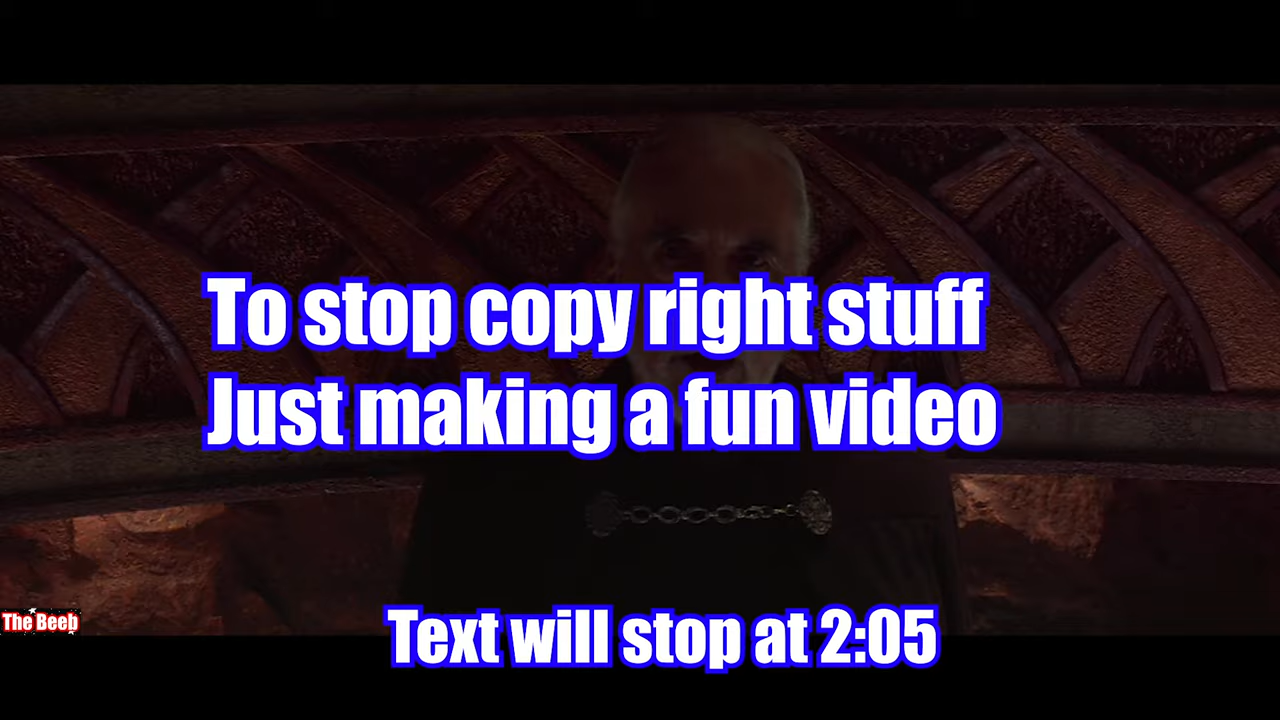 To stop copy right stuff
Just making a fun video
The Beeb
Text will stop at 2:05